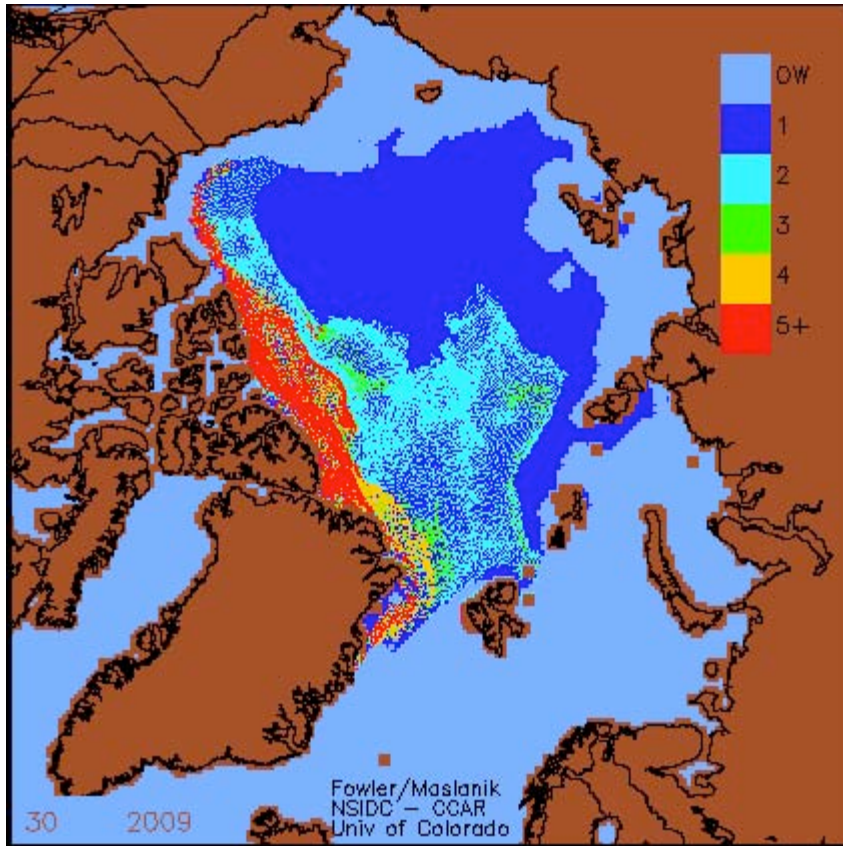 OW
1
2
3
4
5+
Fowler/Maslanik
NSIDC – CCAR
Univ of Colorado
30 2009